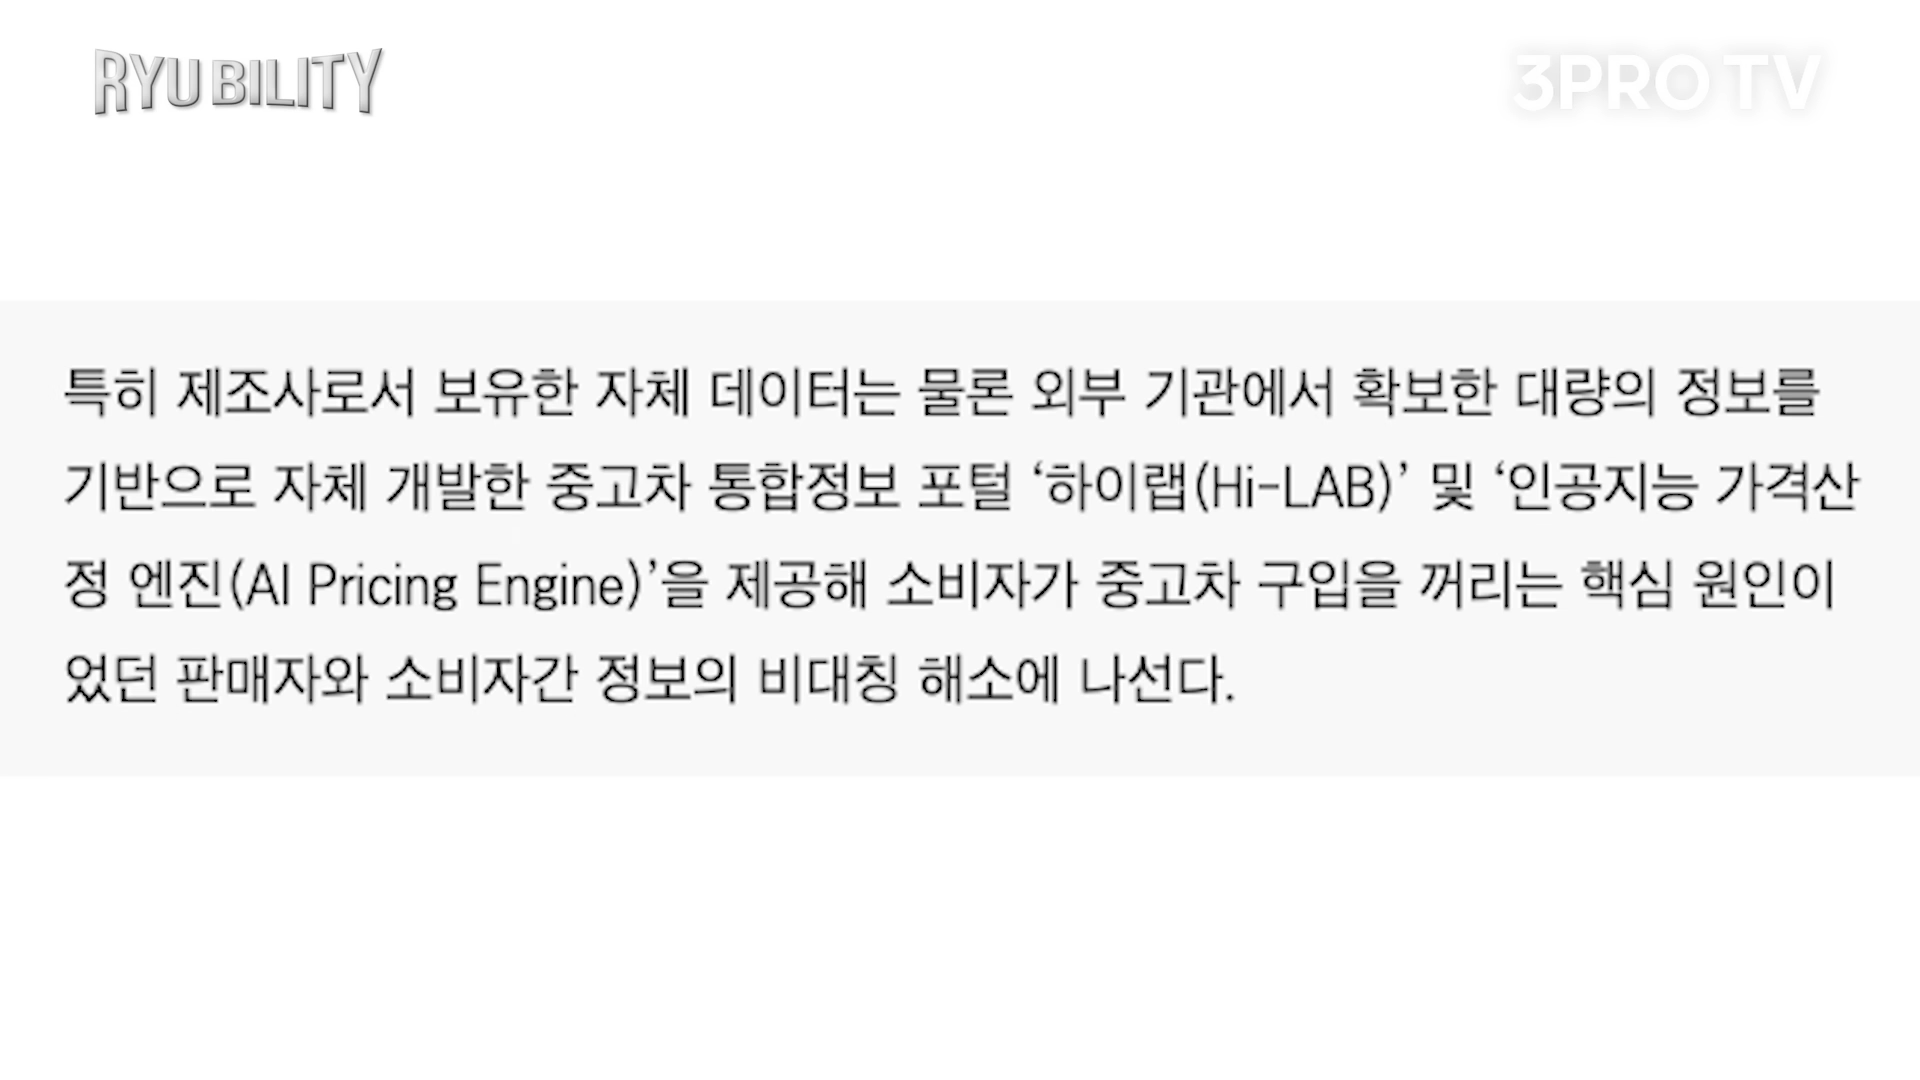 RYUBILITY
3PRO TV
특히 제조사로서 보유한 자체 데이터는 물론 외부 기관에서 확보한 대량의 정보를
기반으로 자체 개발한 중고차 통합정보 포털 ‘하이랩(Hi-LAB)’ 및 ‘인공지능 가격산
정 엔진(AI Pricing Engine)’을 제공해 소비자가 중고차 구입을 꺼리는 핵심 원인이
었던 판매자와 소비자간 정보의 비대칭 해소에 나선다.